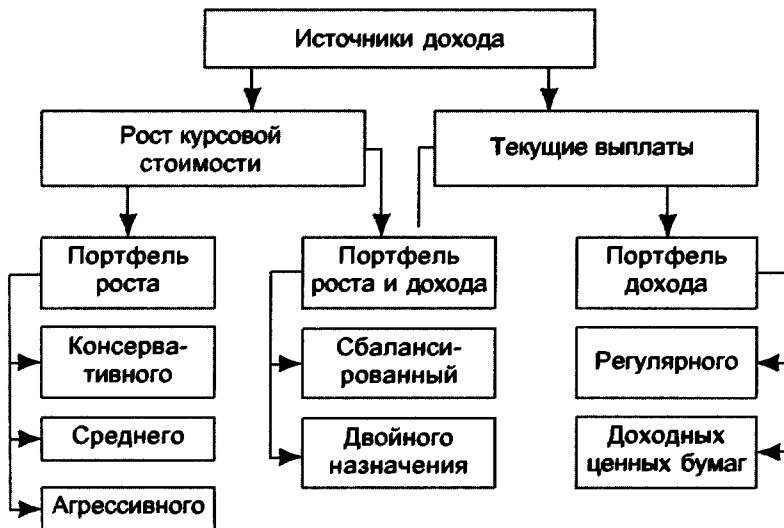 Источники дохода
Рост курсовой
стоимости
Текущие выплаты
Портфель
роста
Портфель
роста и дохода
Портфель
дохода
Консерва-
тивного
Сбаланси-
рованный
Регулярного
Среднего
Двойного
назначения
Доходных
ценных бумаг
Агрессивного